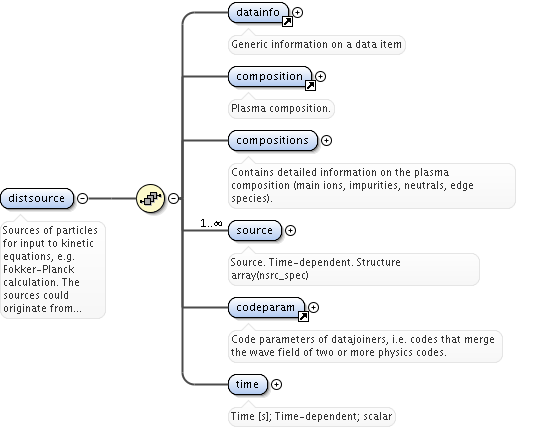 datainfo
Generic information on a data item
composition
Plasma composition.
compositions
Contains detailed information on the plasma
composition (main ions, impurities, neutrals, edge
species).
distsource
Sources of particles
for input to kinetic
equations, e.g.
Fokker-Planck
calculation. The
sources could
originate from...
1..∞
source
Source. Time-dependent. Structure
array(nsrc_spec)
codeparam
Code parameters of datajoiners, i.e. codes that merge
the wave field of two or more physics codes.
time
Time [s]; Time-dependent; scalar